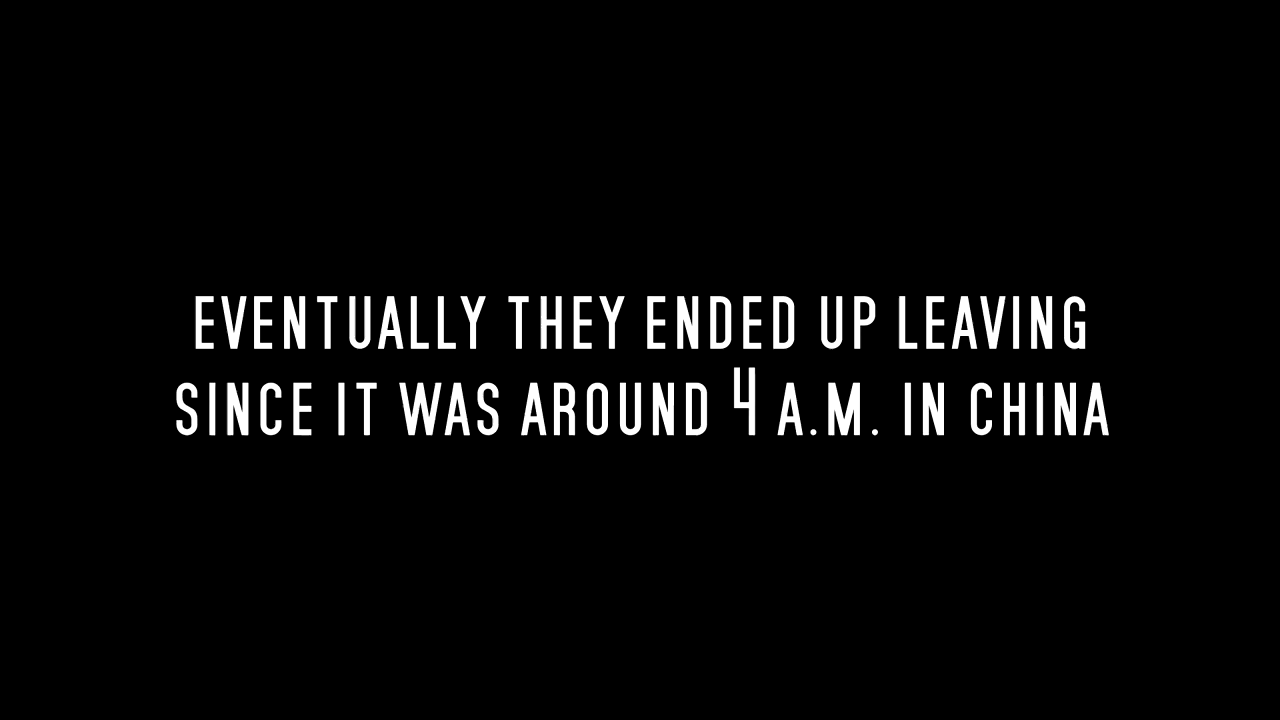 EVENTUALLY THEY ENDED UP LEAVING
SINCE IT WAS AROUND 4 A.M. IN CHINA